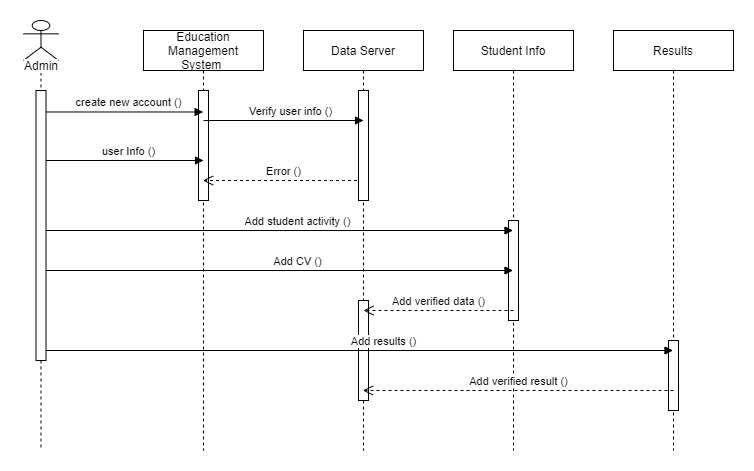 Admin
Education
Management
System
Data Server
Student Info
Results
create new account ()
Verify user info ()
user Info ()
Error ()
Add student activity ()
Add CV ()
Add verified data ()
Add results ()
Add verified result ()